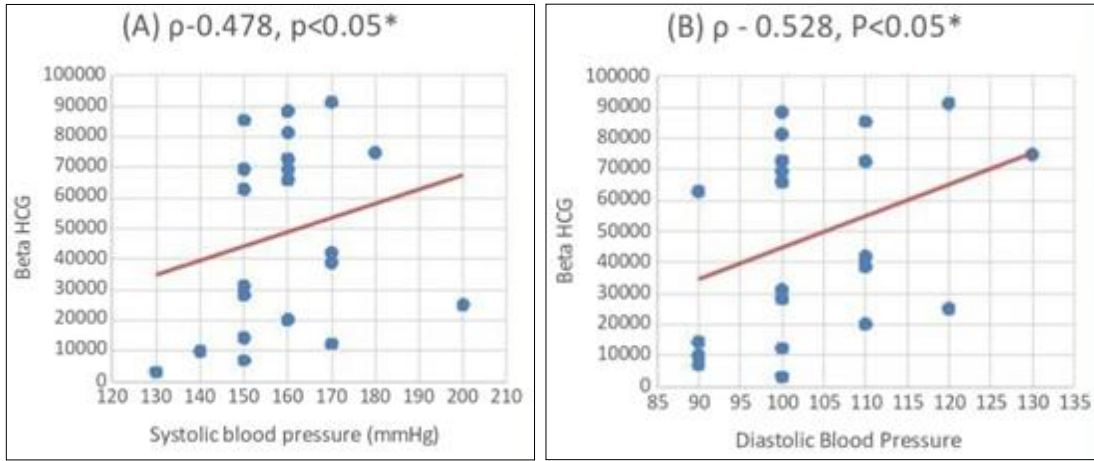 (A) ρ-0.478, p<0.05*
100000
90000
80000
70000
60000
50000
40000
30000
20000
10000
0
Beta HCG
120 130 140 150 160 170 180 190 200 210
Systolic blood pressure (mmHg)
(B) ρ - 0.528, P<0.05*
100000
90000
80000
70000
60000
50000
40000
30000
20000
10000
0
Beta HCG
85 90 95 100 105 110 115 120 125 130 135
Diastolic Blood Pressure